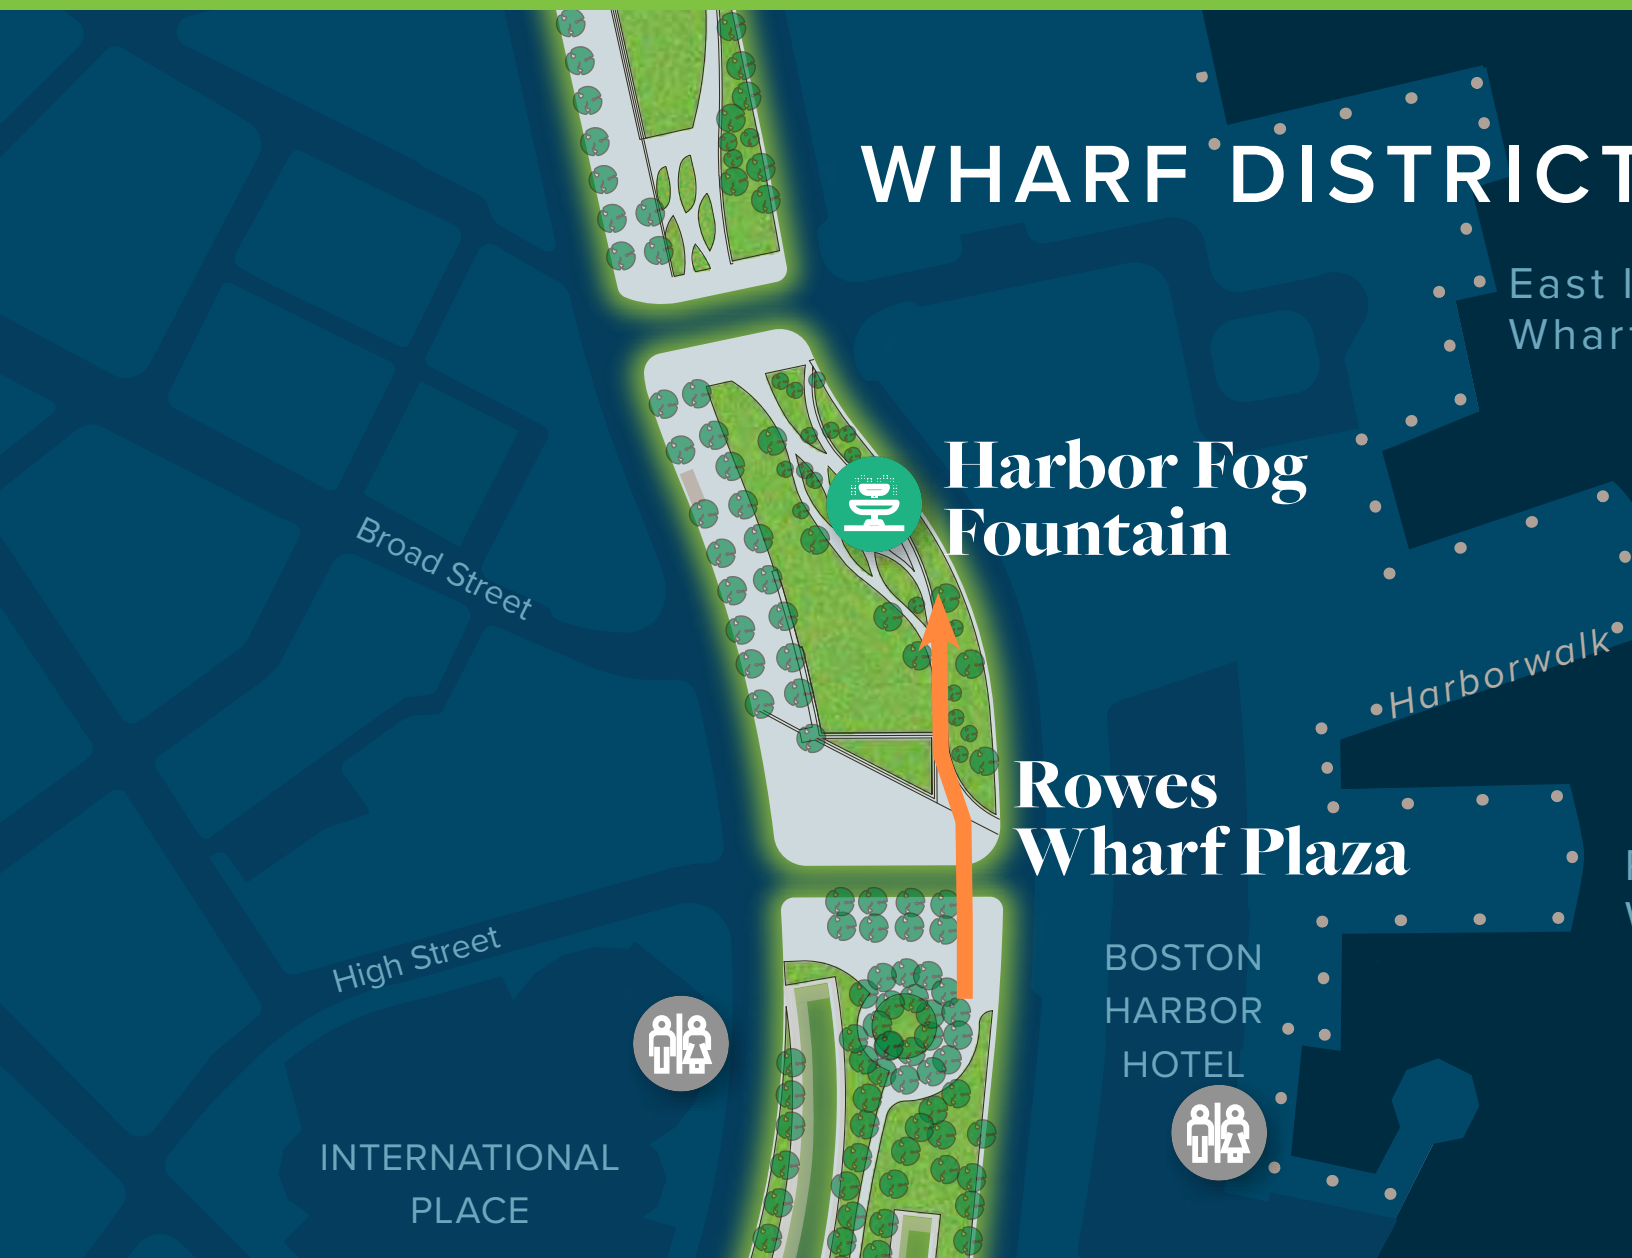 WHARF DISTRICT
East I
Wharf
Harbor Fog
Fountain
Broad Street
Harborwalk
Rowes
Wharf Plaza
High Street
BOSTON
HARBOR
HOTEL
INTERNATIONAL
PLACE